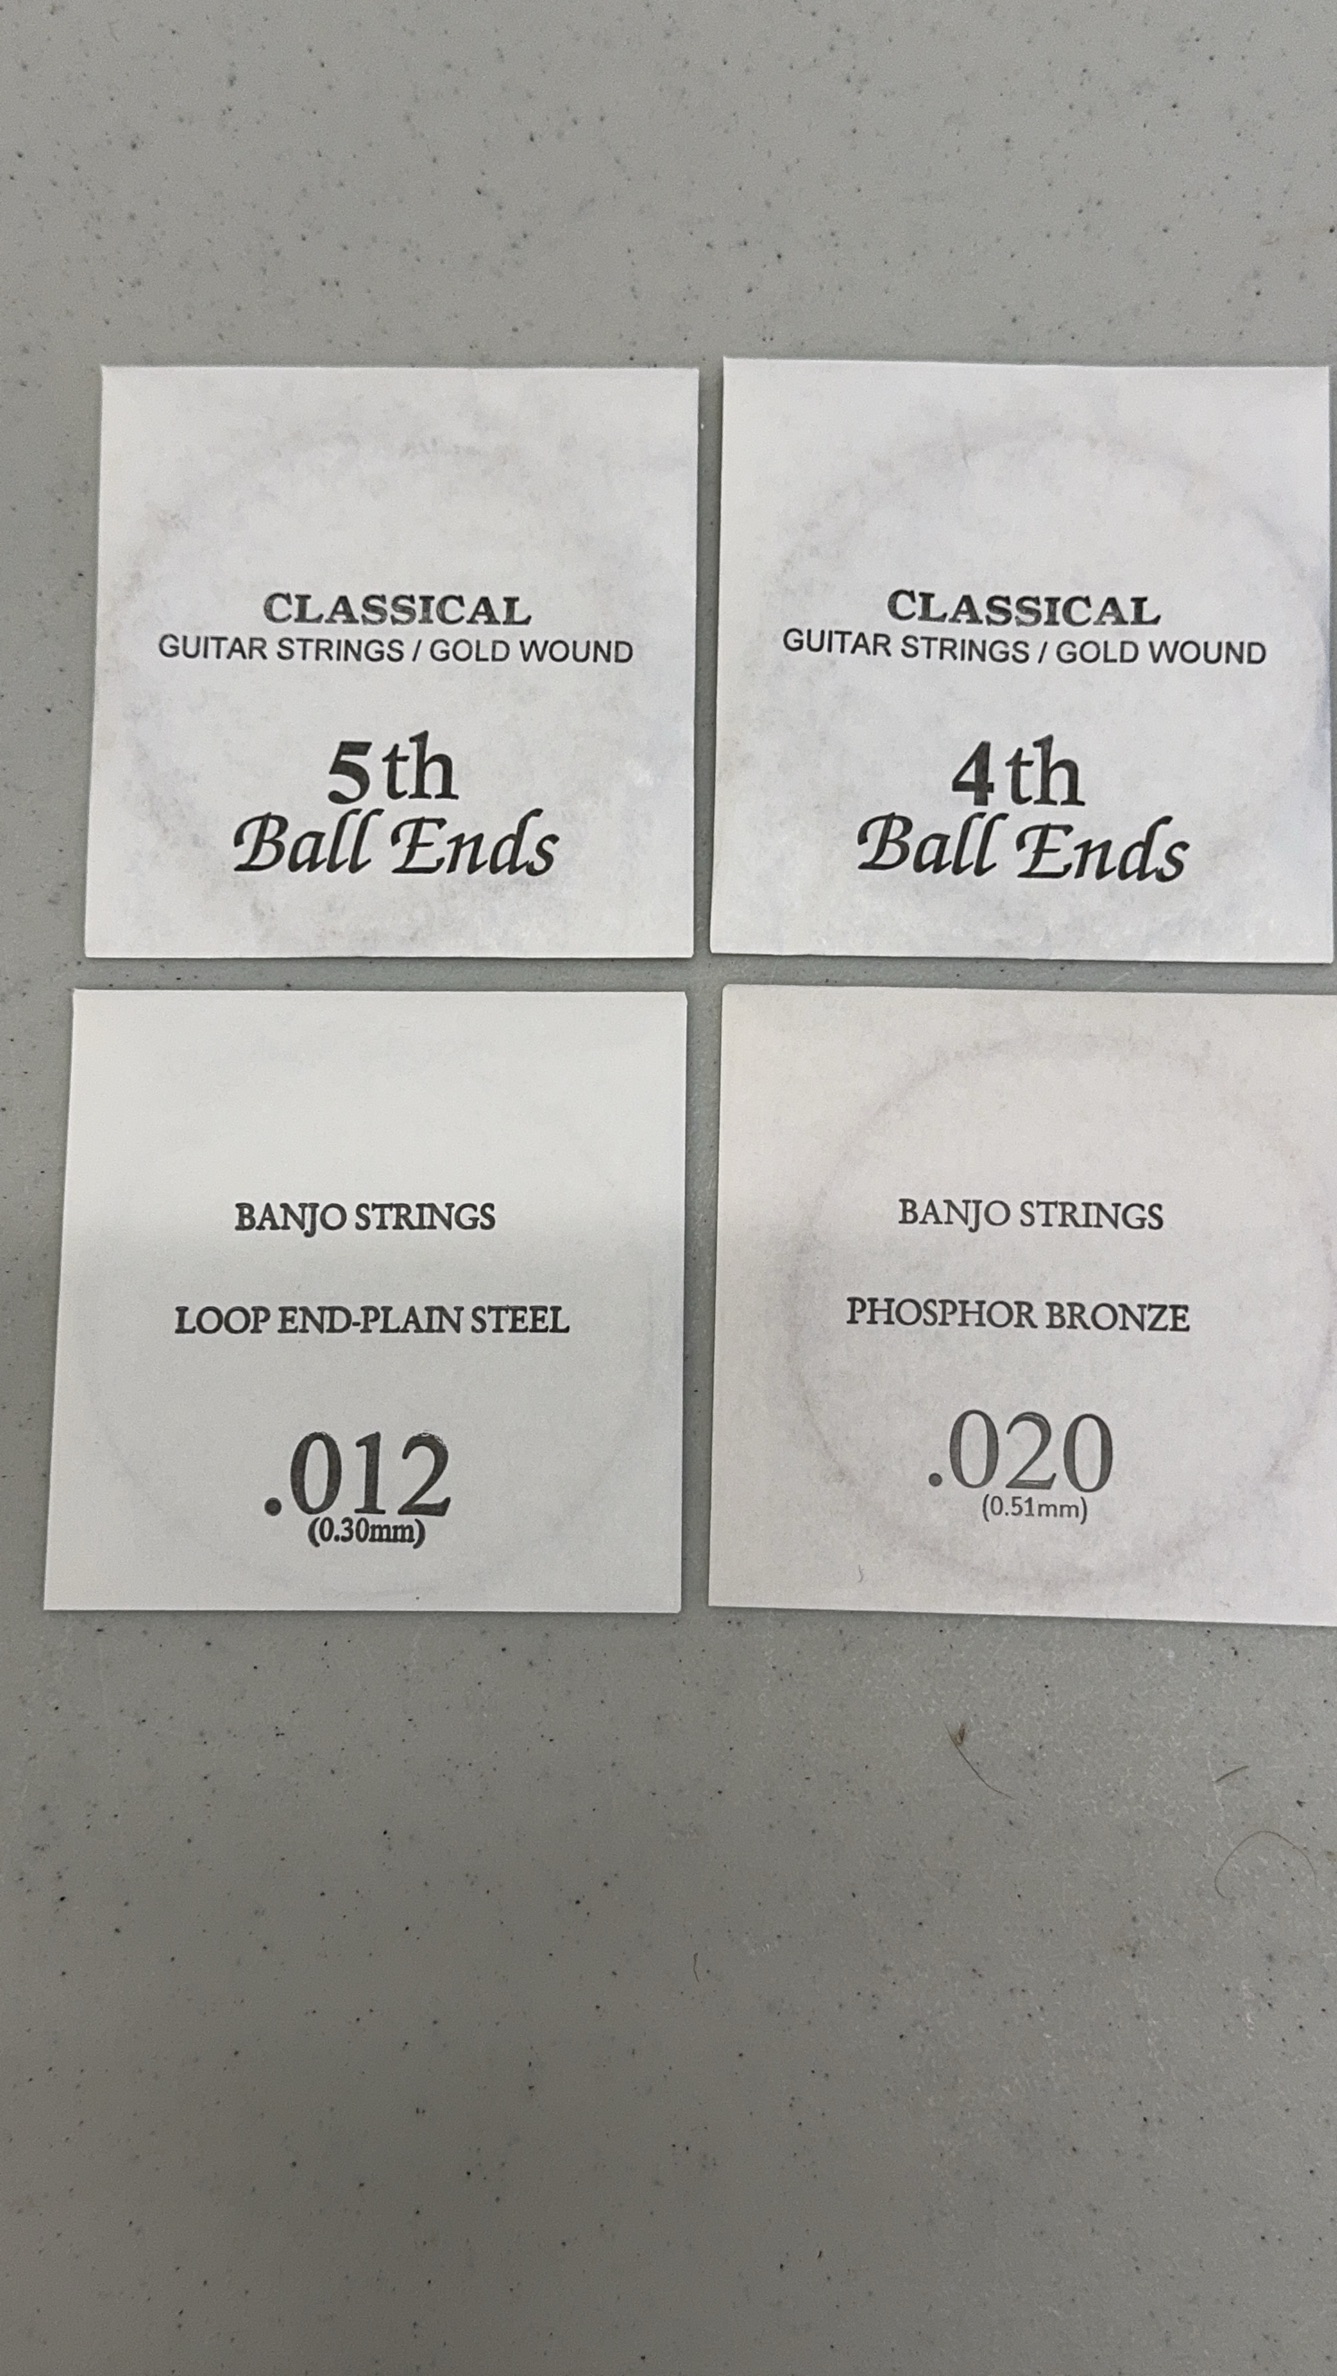 CLASSICAL
GUITAR STRINGS / GOLD WOUND
5th
Ball Ends
CLASSICAL
GUITAR STRINGS / GOLD WOUND
4th
Ball Ends
BANJO STRINGS
LOOP END-PLAIN STEEL
.012
(0.30mm)
BANJO STRINGS
PHOSPHOR BRONZE
.020
(0.51mm)